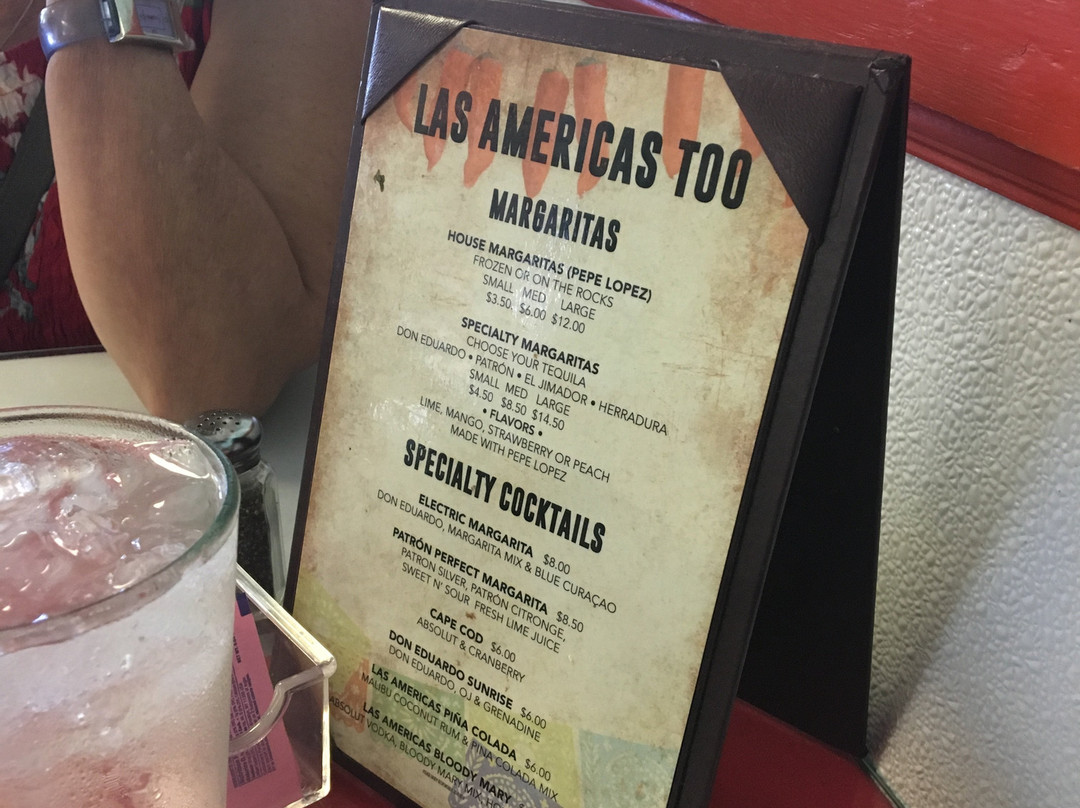 LAS AMERICAS TOO
MARGARITAS
HOUSE MARGARITAS (PEPE LOPEZ)
FROZEN OR ON THE ROCKS
SMALL MED LARGE
$3.50 $6.00 $12.00
SPECIALTY MARGARITAS
CHOOSE YOUR TEQUILA
DON EDUARDO • PATRÓN • EL JIMADOR • HERRADURA
SMALL MED LARGE
$4.50 $8.50 $14.50
• FLAVORS •
LIME, MANGO, STRAWBERRY OR PEACH
MADE WITH PEPE LOPEZ
SPECIALTY COCKTAILS
ELECTRIC MARGARITA $8.00
DON EDUARDO, MARGARITA MIX & BLUE CURAÇAO
PATRÓN PERFECT MARGARITA $8.50
PATRON SILVER, PATRÓN CITRONGE,
SWEET N' SOUR FRESH LIME JUICE
CAPE COD $6.00
ABSOLUT & CRANBERRY
DON EDUARDO SUNRISE $6.00
DON EDUARDO, OJ & GRENADINE
LAS AMERICAS PIÑA COLADA $6.00
MALIBU COCONUT RUM & PINA COLADA MIX
LAS AMERICAS BLOODY MARY
ABSOLUT VODKA, BLOODY MARY MIX,